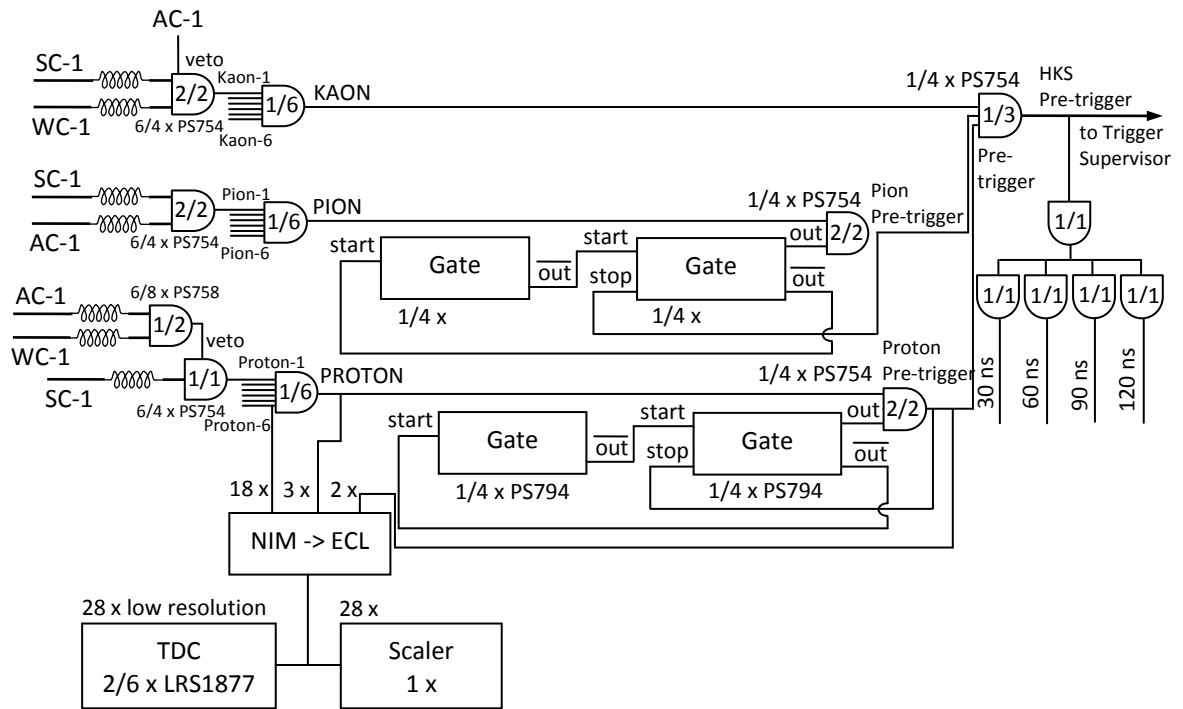 AC-1
SC-1
veto
Kaon-1
2/2
1/6
KAON
WC-1
6/4 x PS754
Kaon-6
1/4 x PS754
HKS
Pre-trigger
1/3
to Trigger
Supervisor
Pre-
trigger
SC-1
Pion-1
2/2
1/6
PION
AC-1
6/4 x PS754
Pion-6
1/4 x PS754
Pion
Pre-trigger
2/2
start
Gate
out
1/4 x
start
stop
Gate
out
out
1/4 x
1/1
1/1
1/1
1/1
1/1
30 ns
60 ns
90 ns
120 ns
AC-1
6/8 x PS758
1/2
WC-1
veto
SC-1
1/1
6/4 x PS754
Proton-1
1/6
PROTON
Proton-6
1/4 x PS754
Proton
Pre-trigger
2/2
start
Gate
out
1/4 x PS794
start
stop
Gate
out
out
1/4 x PS794
18 x
3 x
2 x
NIM -> ECL
28 x low resolution
TDC
2/6 x LRS1877
28 x
Scaler
1 x